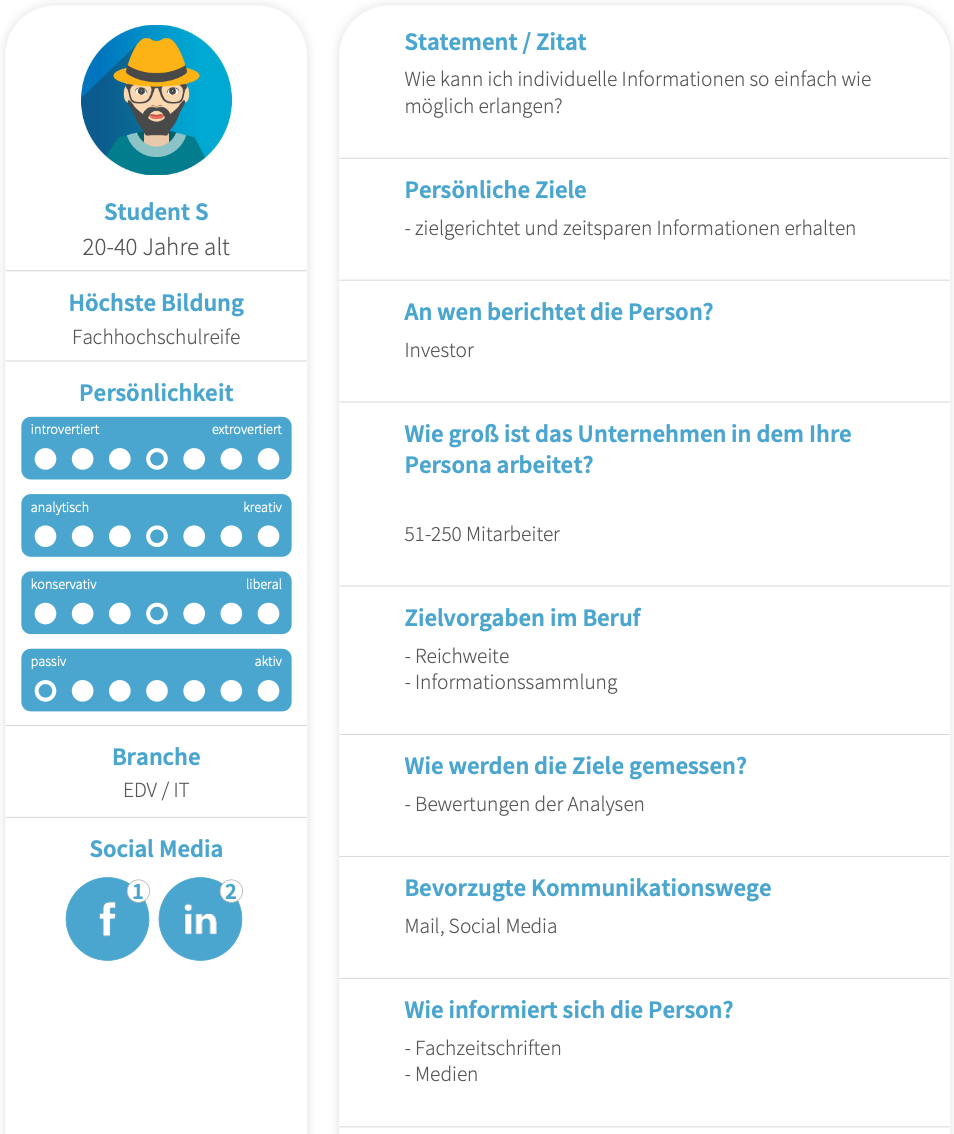 Student S
20-40 Jahre alt
Höchste Bildung
Fachhochschulreife
Persönlichkeit
introvertiert extrovertiert
analytisch kreativ
konservativ liberal
passiv aktiv
Branche
EDV / IT
Social Media
f 1 in 2
Statement / Zitat
Wie kann ich individuelle Informationen so einfach wie
möglich erlangen?
Persönliche Ziele
- zielgerichtet und zeitsparen Informationen erhalten
An wen berichtet die Person?
Investor
Wie groß ist das Unternehmen in dem Ihre
Persona arbeitet?
51-250 Mitarbeiter
Zielvorgaben im Beruf
- Reichweite
- Informationssammlung
Wie werden die Ziele gemessen?
- Bewertungen der Analysen
Bevorzugte Kommunikationswege
Mail, Social Media
Wie informiert sich die Person?
- Fachzeitschriften
- Medien